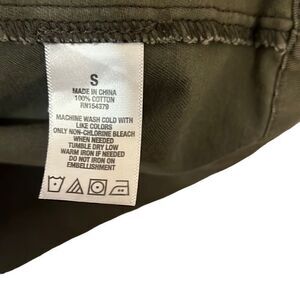 S
MADE IN CHINA
100% COTTON
RN154379
MACHINE WASH COLD WITH
LIKE COLORS
ONLY NON-CHLORINE BLEACH
WHEN NEEDED
TUMBLE DRY LOW
WARM IRON IF NEEDED
DO NOT IRON ON
EMBELLISHMENT